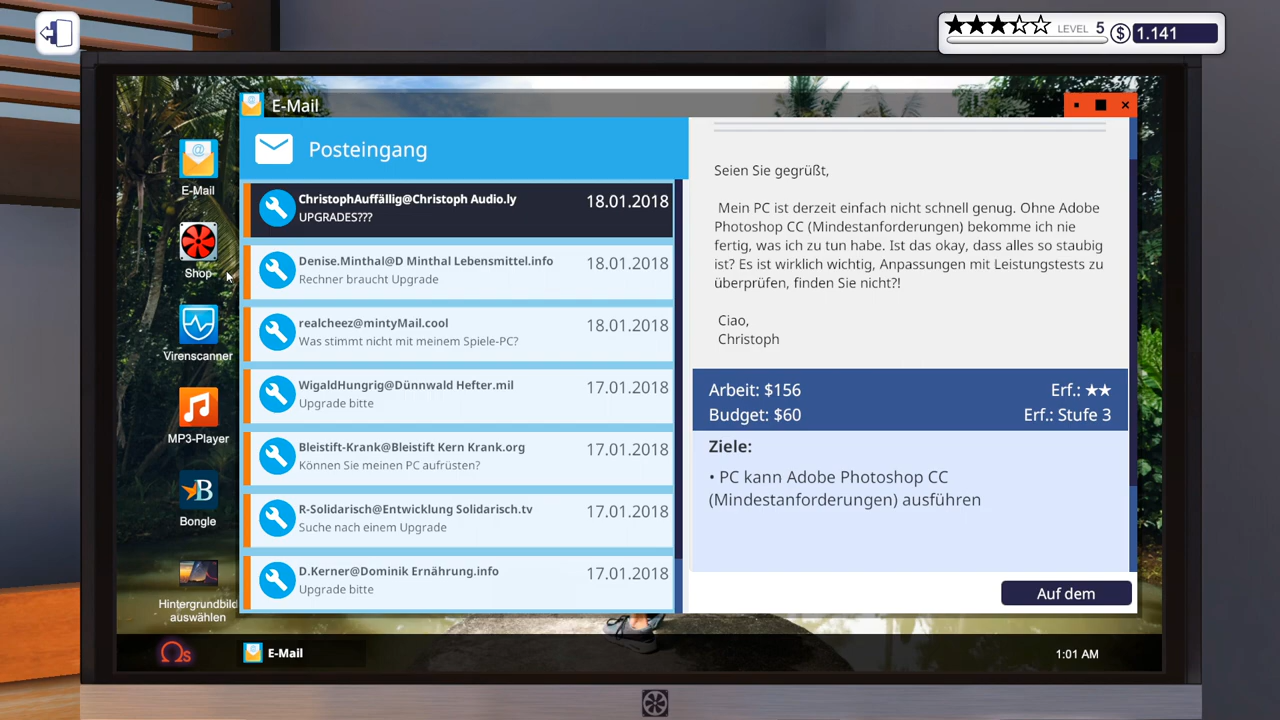 LEVEL 5
$ 1.141
E-Mail
Posteingang
ChristophAuffällig@Christoph Audio.ly 18.01.2018
UPGRADES???
Denise.Minthal@D Minthal Lebensmittel.info 18.01.2018
Rechner braucht Upgrade
realcheez@mintyMail.cool 18.01.2018
Was stimmt nicht mit meinem Spiele-PC?
WigaldHungrig@Dünnwald Hefter.mil 17.01.2018
Upgrade bitte
Bleistift-Krank@Bleistift Kern Krank.org 17.01.2018
Können Sie meinen PC aufrüsten?
R-Solidarisch@Entwicklung Solidarisch.tv 17.01.2018
Suche nach einem Upgrade
D.Kerner@Dominik Ernährung.info 17.01.2018
Upgrade bitte
Seien Sie gegrüßt,
Mein PC ist derzeit einfach nicht schnell genug. Ohne Adobe
Photoshop CC (Mindestanforderungen) bekomme ich nie
fertig, was ich zu tun habe. Ist das okay, dass alles so staubig
ist? Es ist wirklich wichtig, Anpassungen mit Leistungstests zu
überprüfen, finden Sie nicht?!
Ciao,
Christoph
Arbeit: $156 Erf.: ★★
Budget: $60 Erf.: Stufe 3
Ziele:
• PC kann Adobe Photoshop CC
(Mindestanforderungen) ausführen
Auf dem
E-Mail
Shop
Virenscanner
MP3-Player
Bongle
Hintergrundbild
auswählen
Ωs
E-Mail
1:01 AM